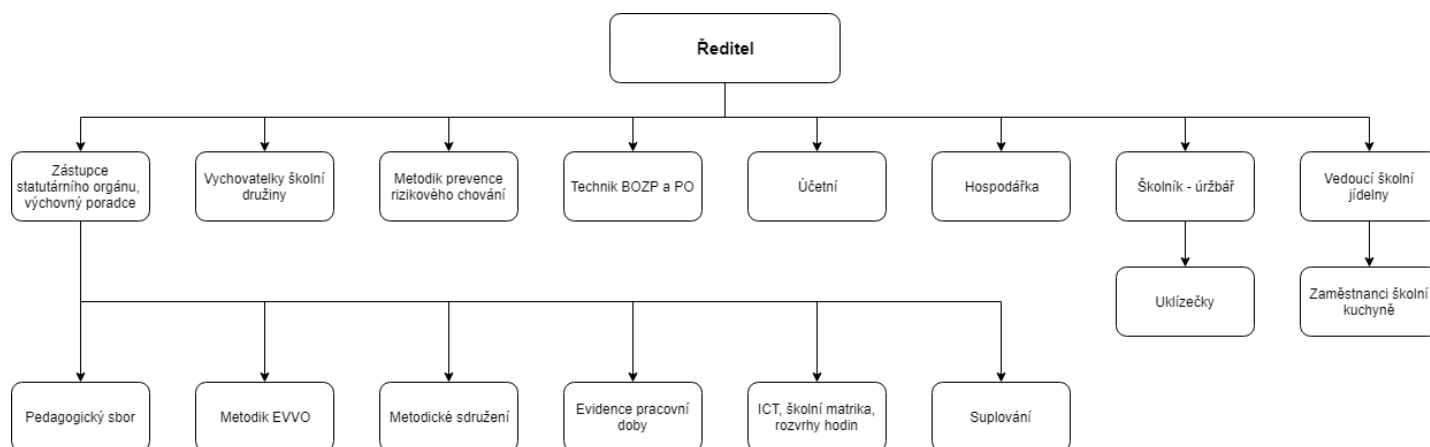 Ředitel
Zástupce
statutárního orgánu,
výchovný poradce
Vychovatelky školní
družiny
Metodik prevence
rizikového chování
Technik BOZP a PO
Účetní
Hospodářka
Školník - úržbář
Vedoucí školní
jídelny
Uklízečky
Zaměstnanci školní
kuchyně
Pedagogický sbor
Metodik EVVO
Metodické sdružení
Evidence pracovní
doby
ICT, školní matrika,
rozvrhy hodin
Suplování